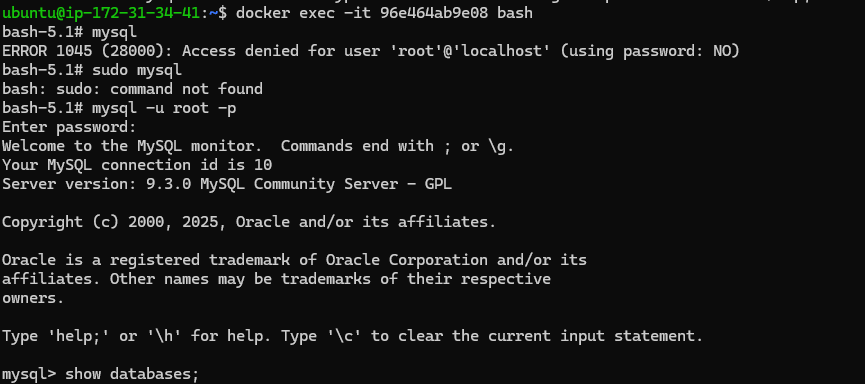 ubuntu@ip-172-31-34-41:~$ docker exec -it 96e464ab9e08 bash
bash-5.1# mysql
ERROR 1045 (28000): Access denied for user 'root'@'localhost' (using password: NO)
bash-5.1# sudo mysql
bash: sudo: command not found
bash-5.1# mysql -u root -p
Enter password:
Welcome to the MySQL monitor.  Commands end with ; or \g.
Your MySQL connection id is 10
Server version: 9.3.0 MySQL Community Server - GPL

Copyright (c) 2000, 2025, Oracle and/or its affiliates.

Oracle is a registered trademark of Oracle Corporation and/or its
affiliates. Other names may be trademarks of their respective
owners.

Type 'help;' or '\h' for help. Type '\c' to clear the current input statement.

mysql> show databases;